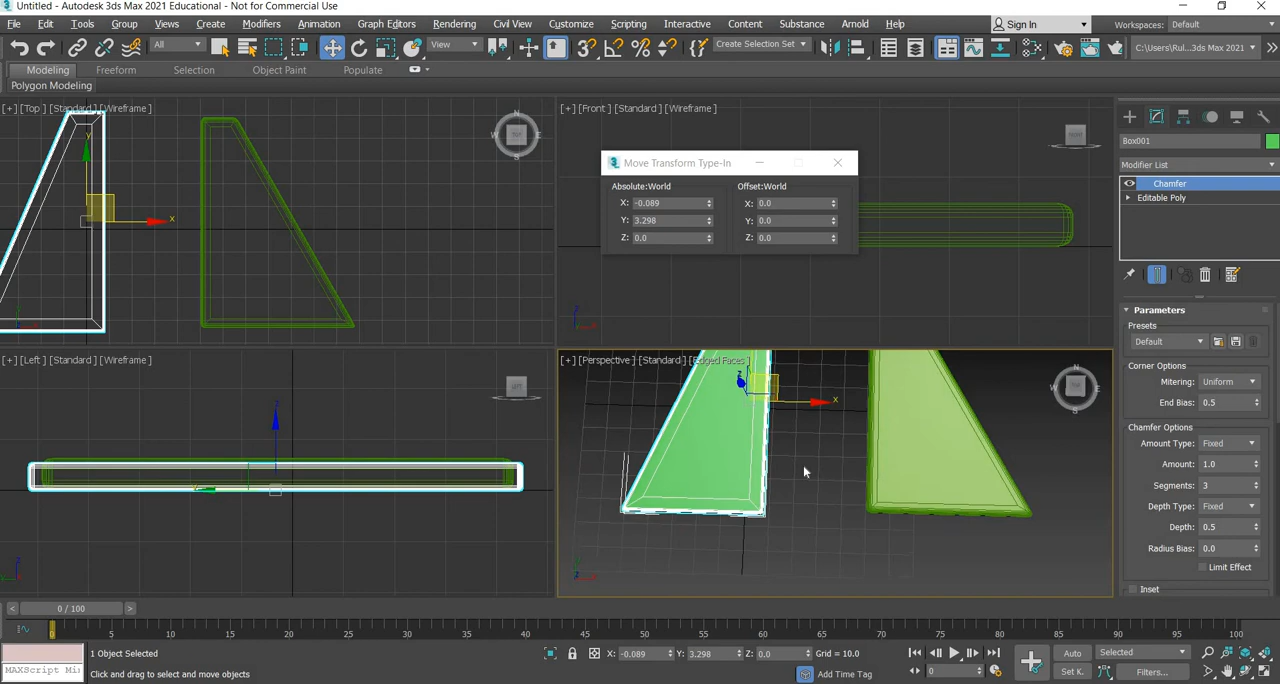 Untitled - Autodesk 3ds Max 2021 Educational - Not for Commercial Use
File Edit Tools Group Views Create Modifiers Animation Graph Editors Rendering Civil View Customize Scripting Interactive Content Substance Arnold Help Sign In Workspaces: Default
All View Create Selection Set C:\Users\Rul...3ds Max 2021
Modeling Freeform Selection Object Paint Populate
Polygon Modeling
[+] [Top ] [Standard ] [Wireframe ]
[+] [Front ] [Standard ] [Wireframe ]
Move Transform Type-In
Absolute:World Offset:World
X: -0.089 X: 0.0
Y: 3.298 Y: 0.0
Z: 0.0 Z: 0.0
Box001
Modifier List
Chamfer
Editable Poly
[+] [Left ] [Standard ] [Wireframe ]
[+] [Perspective ] [Standard ] [Edged Faces ]
Parameters
Presets
Default
Corner Options
Mitering: Uniform
End Bias: 0.5
Chamfer Options
Amount Type: Fixed
Amount: 1.0
Segments: 3
Depth Type: Fixed
Depth: 0.5
Radius Bias: 0.0
Limit Effect
Inset
< 0 / 100 >
0 5 10 15 20 25 30 35 40 45 50 55 60 65 70 75 80 85 90 95 100
1 Object Selected X: -0.089 Y: 3.298 Z: 0.0 Grid = 10.0 Auto Selected
MAXScript Mi: Click and drag to select and move objects Add Time Tag 0 Set K. Filters...